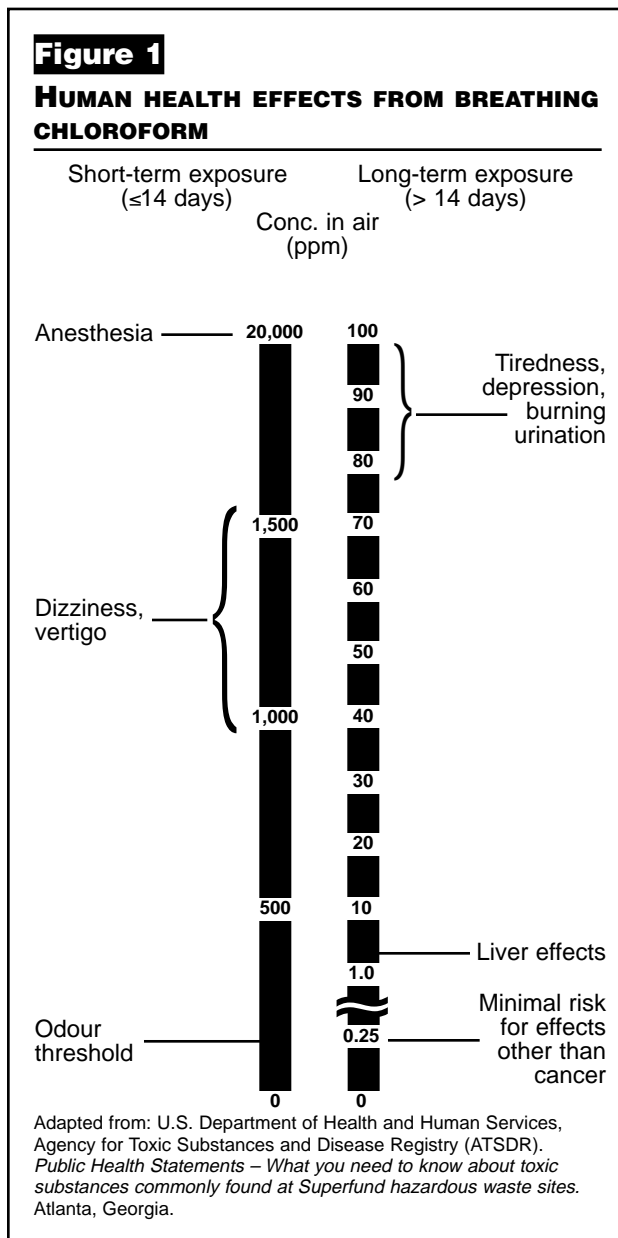 Figure 1
HUMAN HEALTH EFFECTS FROM BREATHING
CHLOROFORM
Short-term exposure
(≤14 days)
Long-term exposure
(> 14 days)
Conc. in air
(ppm)
Anesthesia
20,000
1,500
Dizziness,
vertigo
1,000
500
Odour
threshold
0
100
90
80
Tiredness,
depression,
burning
urination
70
60
50
40
30
20
10
Liver effects
1.0
0.25
Minimal risk
for effects
other than
cancer
0
Adapted from: U.S. Department of Health and Human Services,
Agency for Toxic Substances and Disease Registry (ATSDR).
Public Health Statements – What you need to know about toxic
substances commonly found at Superfund hazardous waste sites.
Atlanta, Georgia.